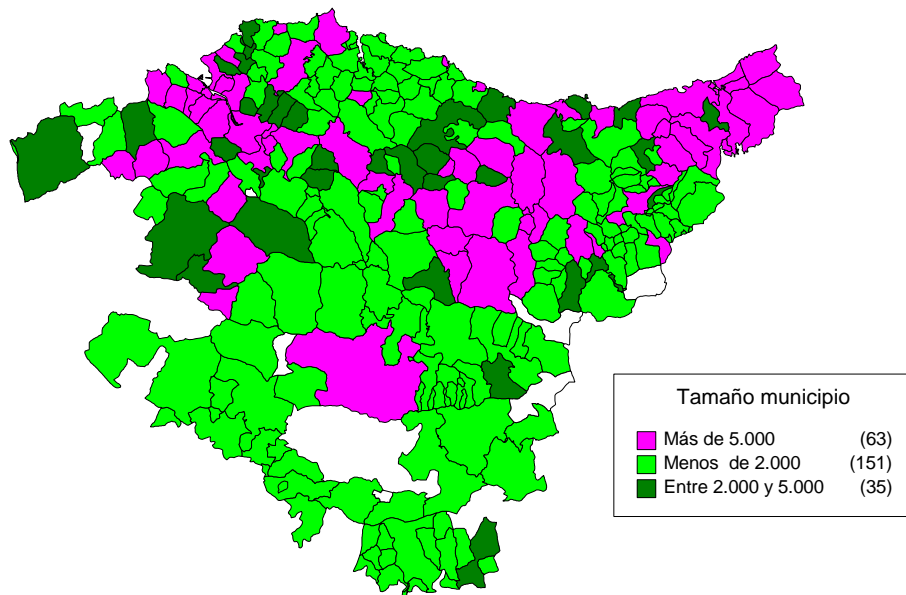 Tamaño municipio
Más de 5.000 (63)
Menos de 2.000 (151)
Entre 2.000 y 5.000 (35)